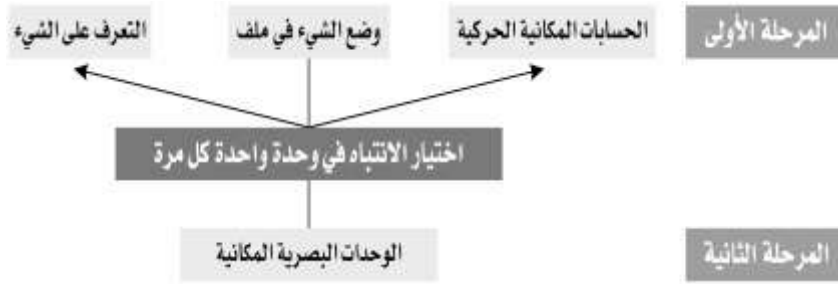 المرحلة الأولى
الحسابات المكانية الحركية
وضع الشيء في ملف
التعرف على الشيء
اختيار الانتباه في وحدة واحدة كل مرة
الوحدات البصرية المكانية
المرحلة الثانية